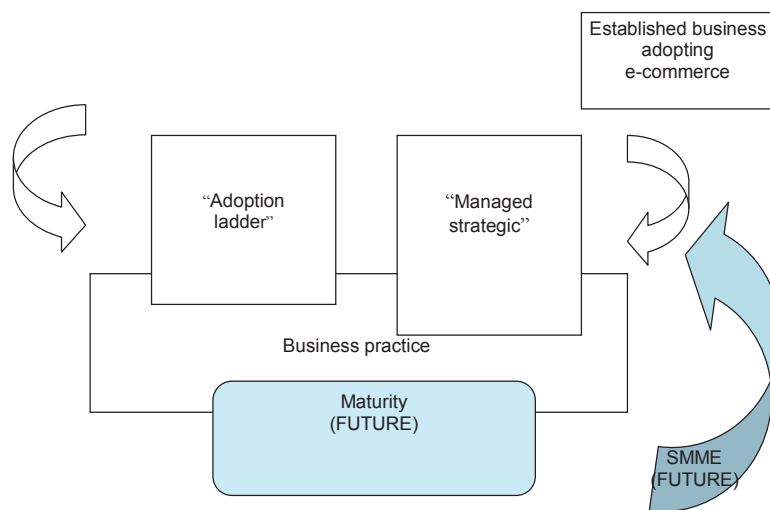 Established business
adopting
e-commerce
“Adoption
ladder”
“Managed
strategic”
Business practice
Maturity
(FUTURE)
SMME
(FUTURE)